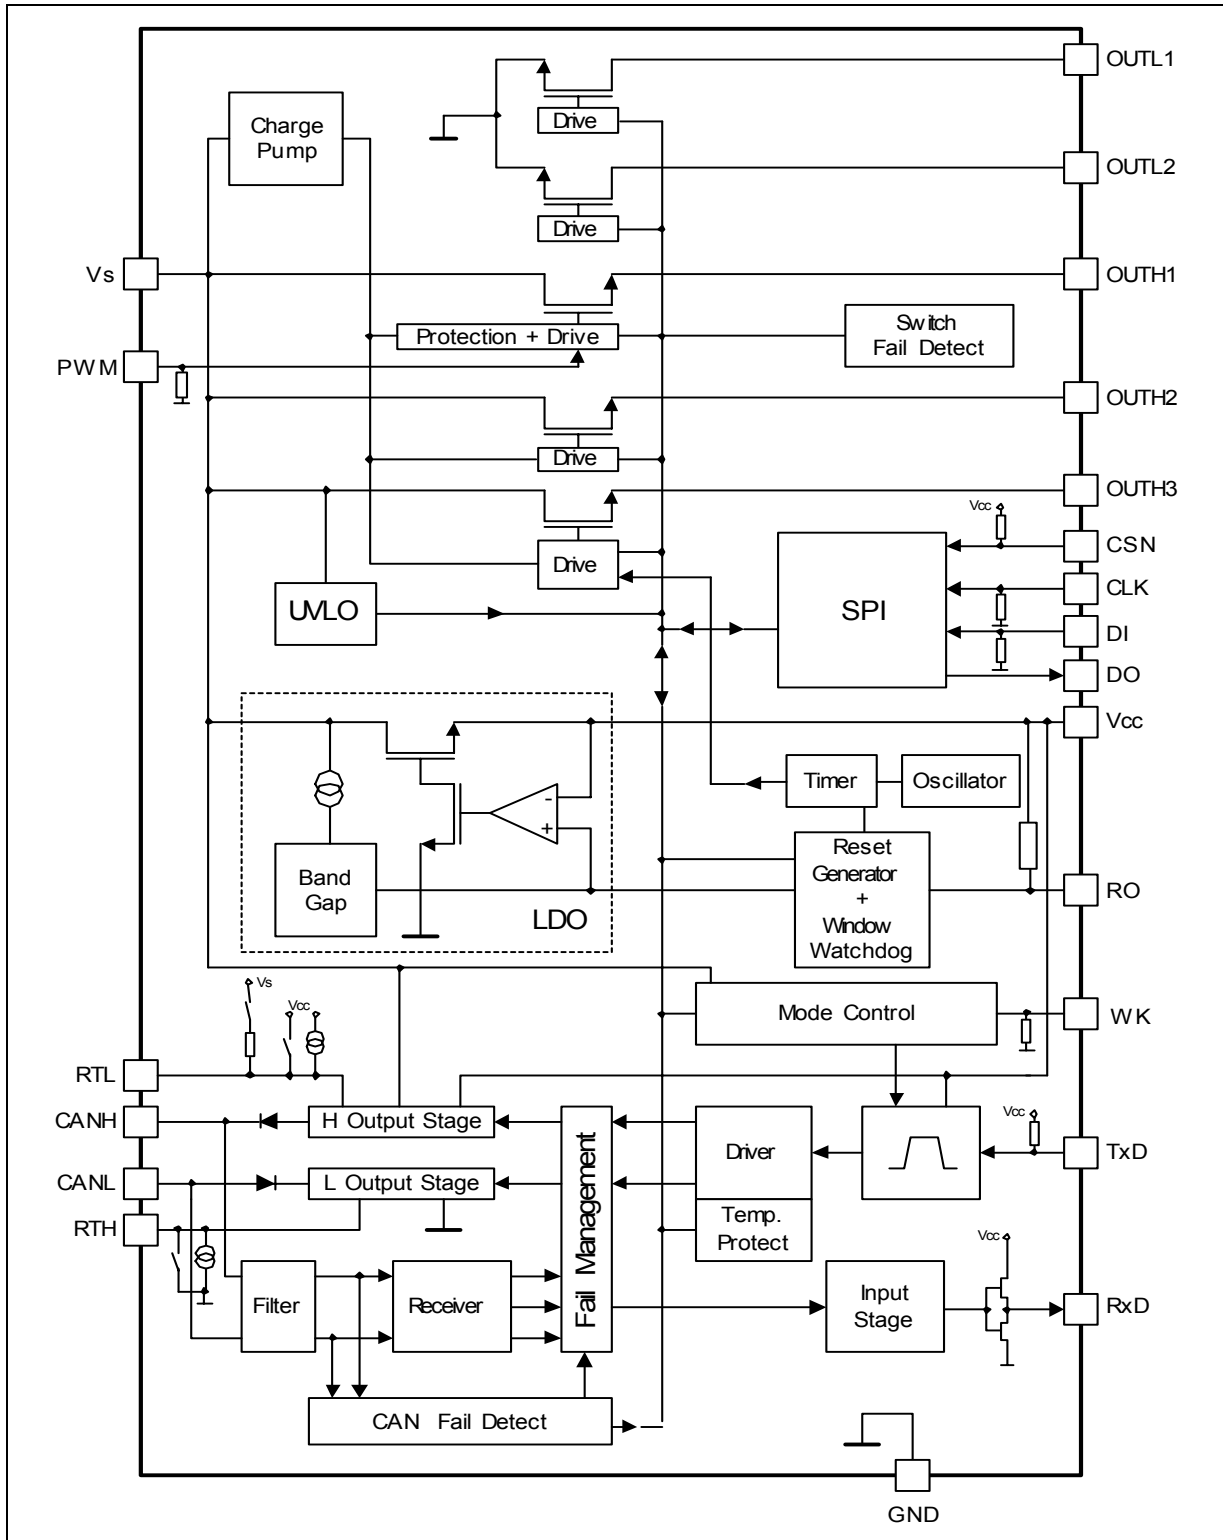 OUTL1
Drive
Charge
Pump
OUTL2
Drive
Vs
OUTH1
Protection + Drive
Switch
Fail Detect
PWM
OUTH2
Drive
OUTH3
Vcc
CSN
Drive
UVLO
SPI
CLK
DI
DO
Vcc
Timer
Oscillator
-
+
Band
Gap
LDO
Reset
Generator
+
Window
Watchdog
RO
Vs
Vcc
Mode Control
WK
RTL
CANH
H Output Stage
Fail Management
Driver
Vcc
TxD
CANL
L Output Stage
RTH
Temp.
Protect
Vcc
Filter
Receiver
Input
Stage
RxD
CAN Fail Detect
GND